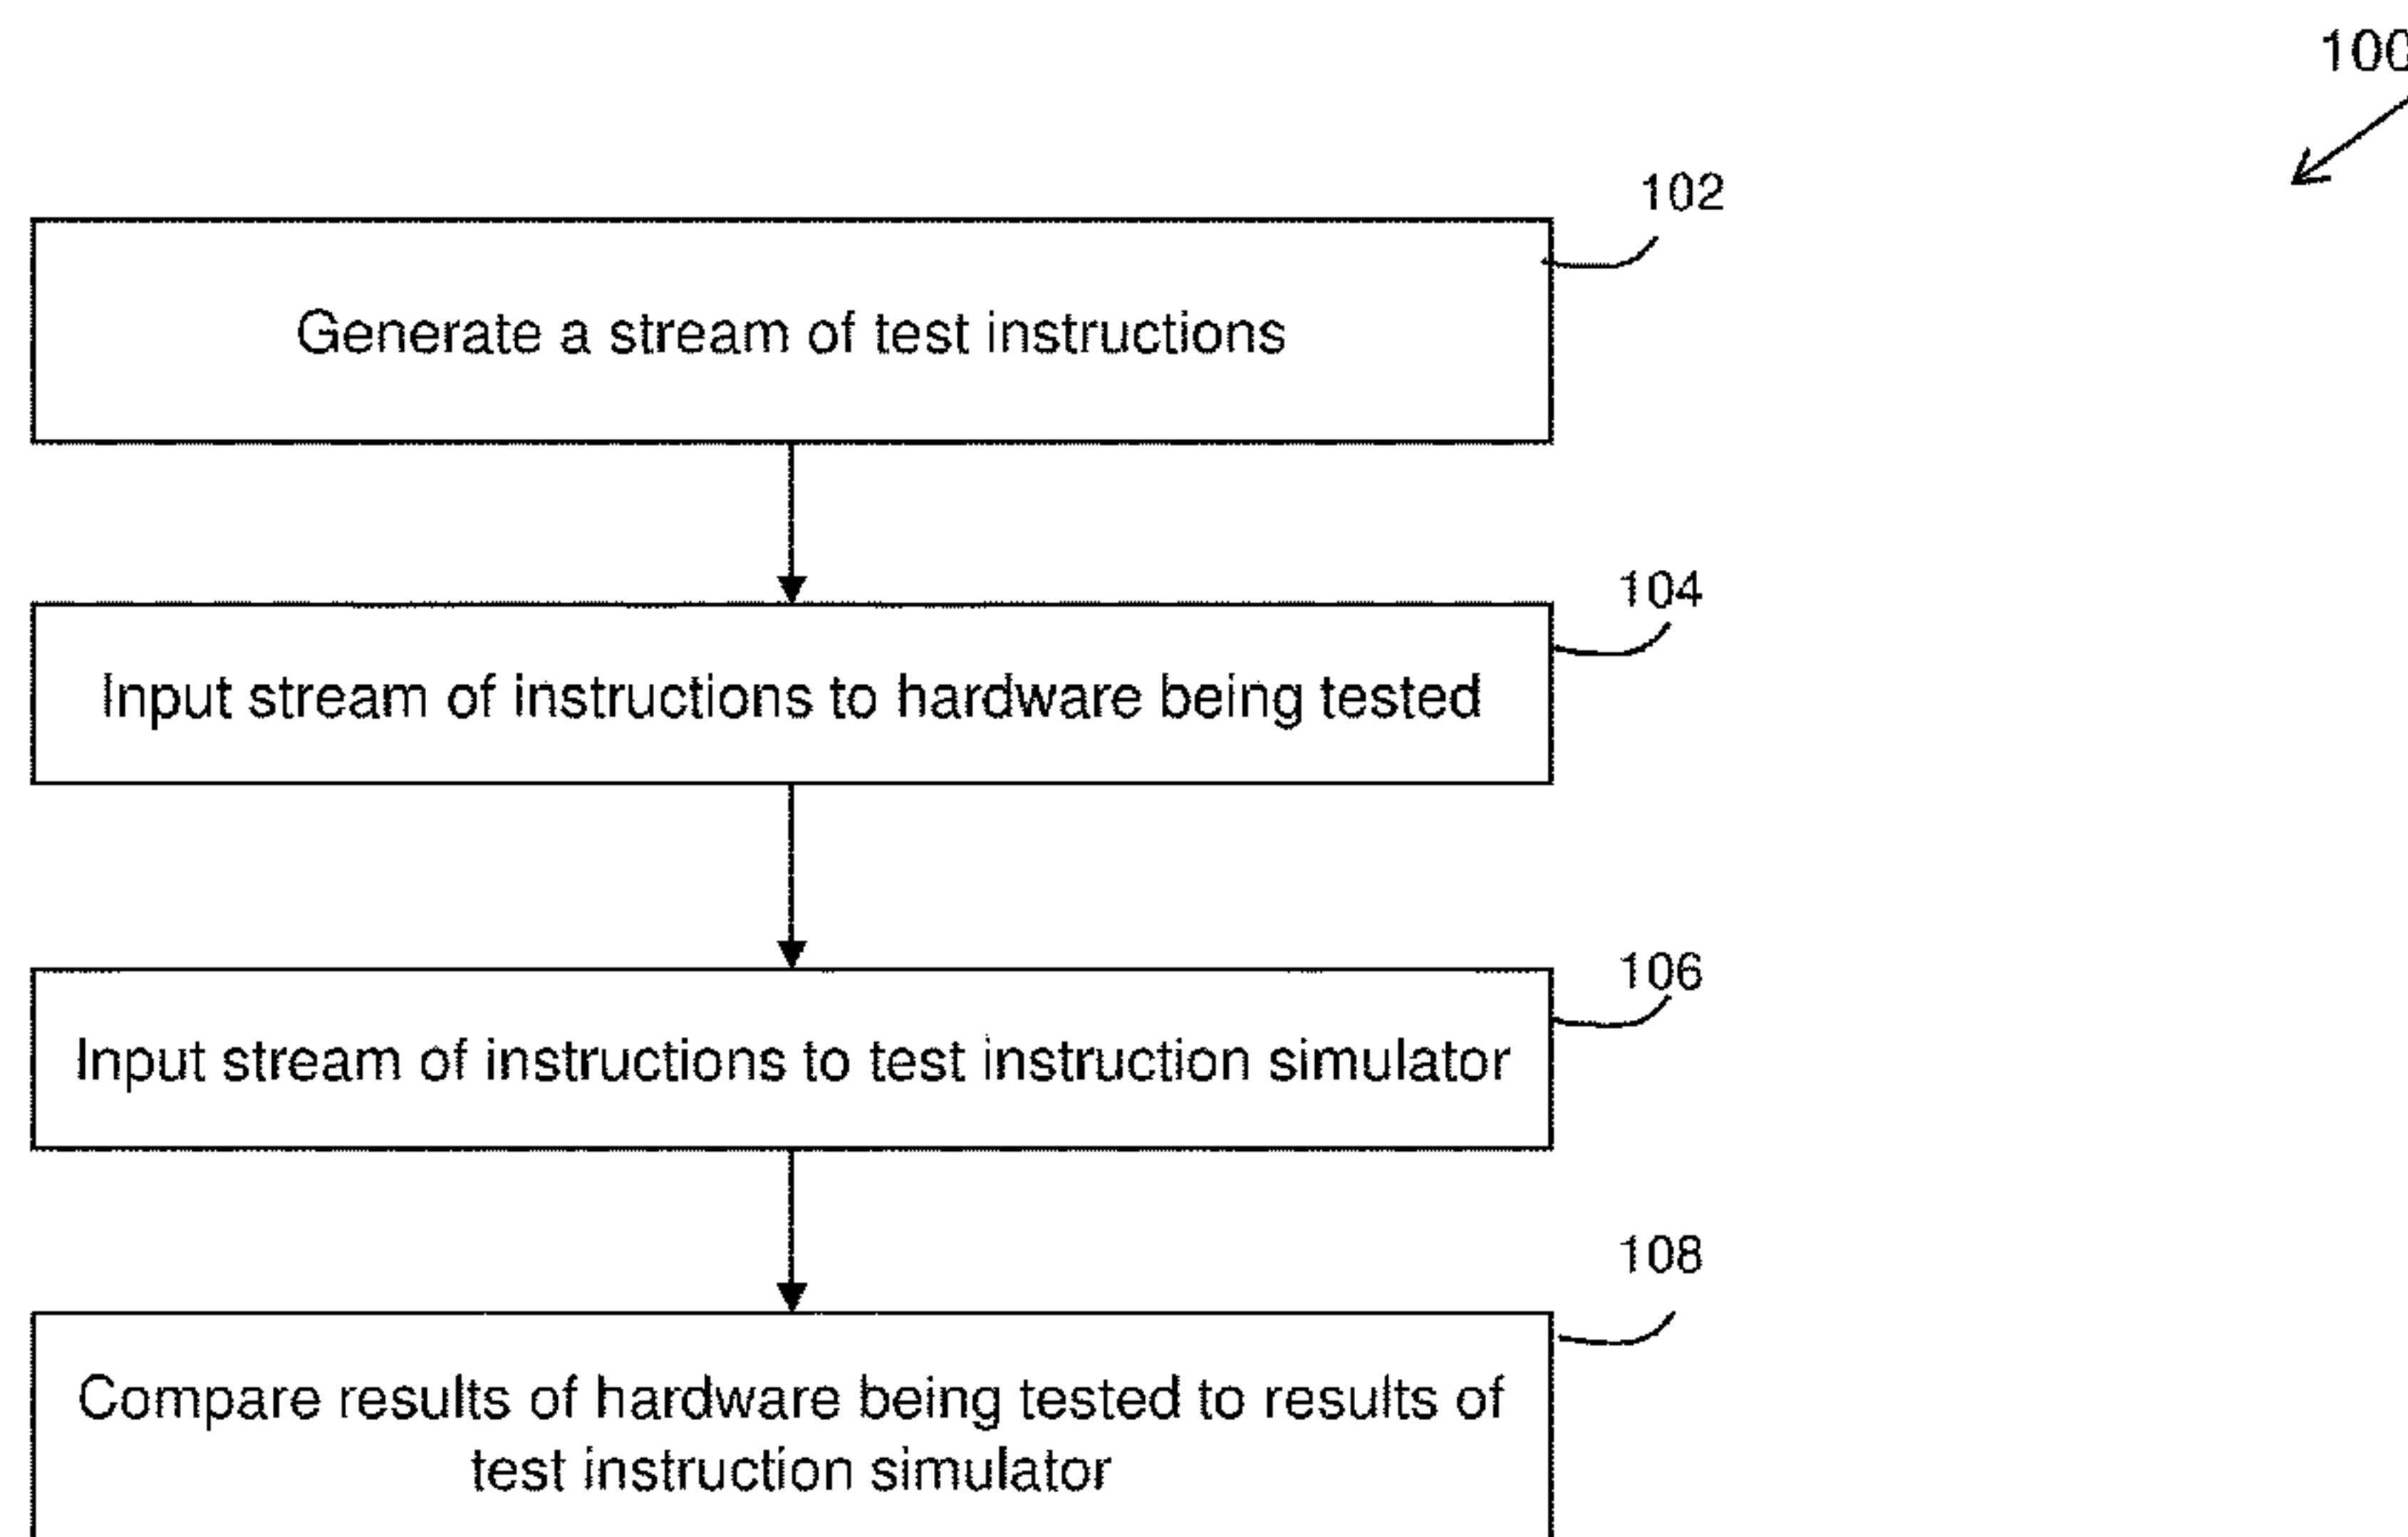 100
102
Generate a stream of test instructions
104
Input stream of instructions to hardware being tested
106
Input stream of instructions to test instruction simulator
108
Compare results of hardware being tested to results of
test instruction simulator